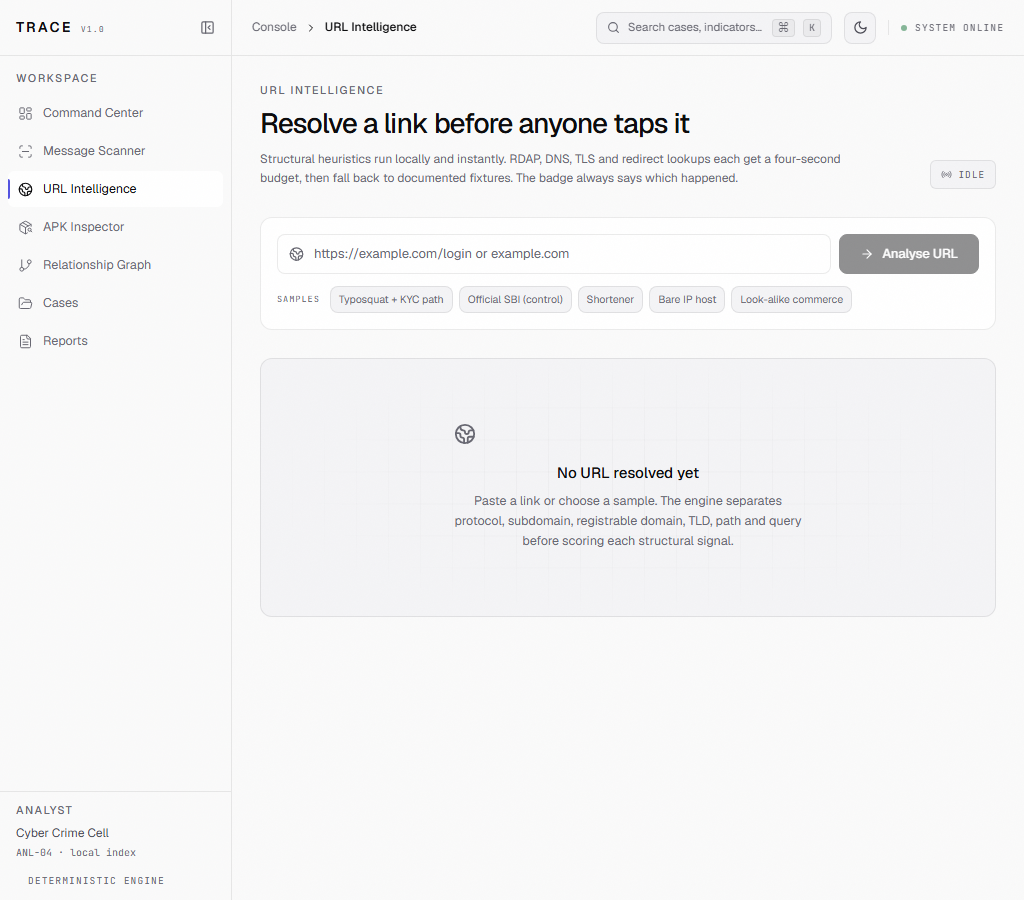 TRACE V1.0
Console > URL Intelligence
Search cases, indicators... ⌘ K
SYSTEM ONLINE
WORKSPACE
Command Center
Message Scanner
URL Intelligence
APK Inspector
Relationship Graph
Cases
Reports
URL INTELLIGENCE
Resolve a link before anyone taps it
Structural heuristics run locally and instantly. RDAP, DNS, TLS and redirect lookups each get a four-second
budget, then fall back to documented fixtures. The badge always says which happened.
IDLE
https://example.com/login or example.com
Analyse URL
SAMPLES Typosquat + KYC path Official SBI (control) Shortener Bare IP host Look-alike commerce
No URL resolved yet
Paste a link or choose a sample. The engine separates
protocol, subdomain, registrable domain, TLD, path and query
before scoring each structural signal.
ANALYST
Cyber Crime Cell
ANL-04 · local index
DETERMINISTIC ENGINE